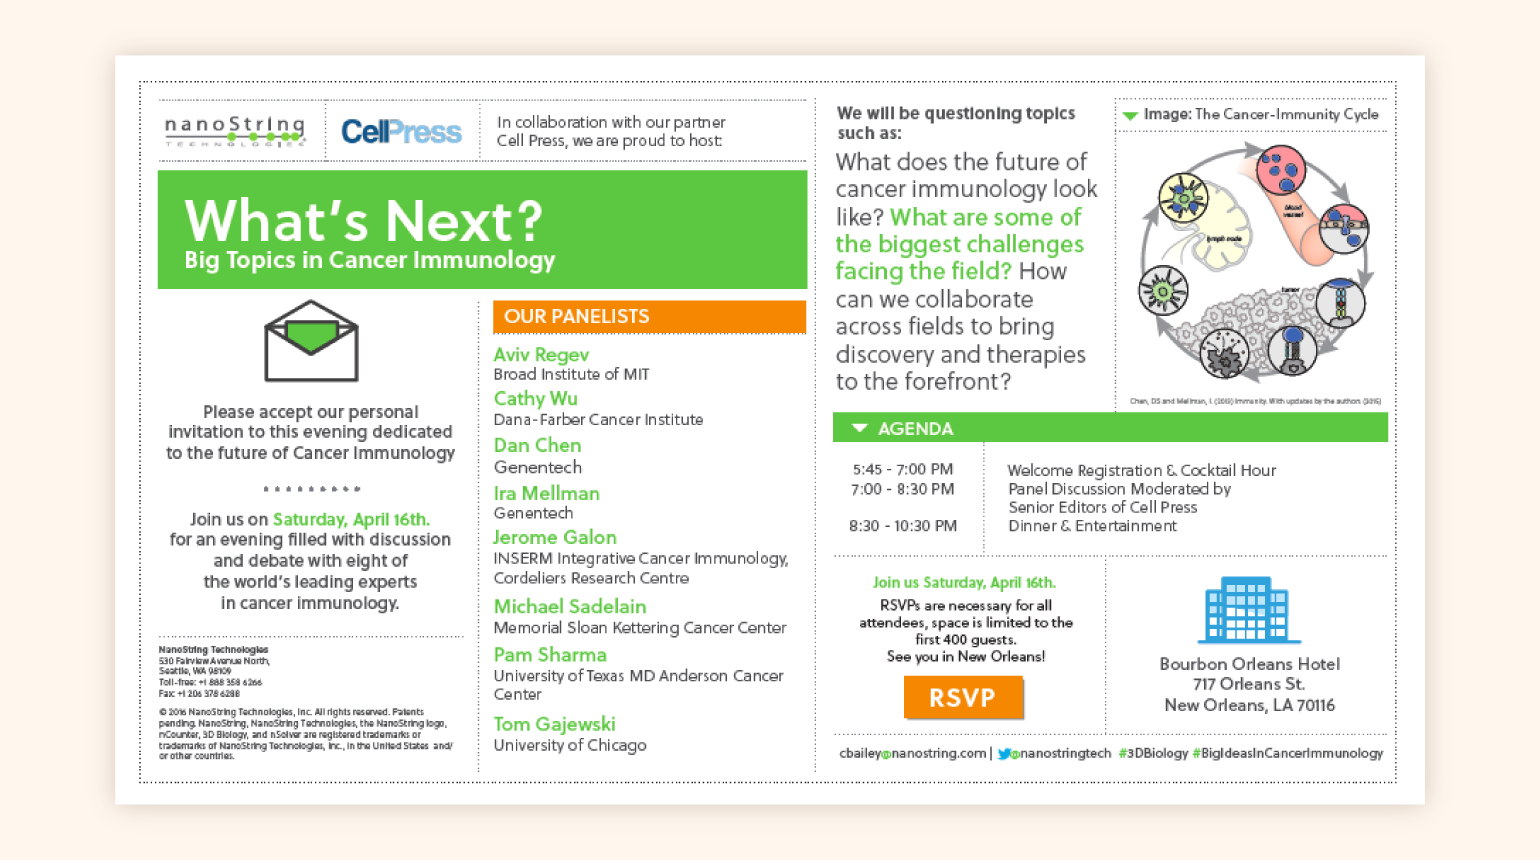 nanoString
TECHNOLOGIES
CellPress
In collaboration with our partner
Cell Press, we are proud to host:
What's Next?
Big Topics in Cancer Immunology
Please accept our personal
invitation to this evening dedicated
to the future of Cancer Immunology
Join us on Saturday, April 16th.
for an evening filled with discussion
and debate with eight of
the world's leading experts
in cancer immunology.
NanoString Technologies
530 Fairview Avenue North,
Seattle, WA 98109
Toll-free: +1 888 358 6266
Fax: +1 206 378 6288
© 2016 NanoString Technologies, Inc. All rights reserved. Patents
pending. NanoString, NanoString Technologies, the NanoString logo,
nCounter, 3D Biology, and nSolver are registered trademarks or
trademarks of NanoString Technologies, Inc., in the United States and/
or other countries.
OUR PANELISTS
Aviv Regev
Broad Institute of MIT
Cathy Wu
Dana-Farber Cancer Institute
Dan Chen
Genentech
Ira Mellman
Genentech
Jerome Galon
INSERM Integrative Cancer Immunology,
Cordeliers Research Centre
Michael Sadelain
Memorial Sloan Kettering Cancer Center
Pam Sharma
University of Texas MD Anderson Cancer
Center
Tom Gajewski
University of Chicago
We will be questioning topics
such as:
What does the future of
cancer immunology look
like? What are some of
the biggest challenges
facing the field? How
can we collaborate
across fields to bring
discovery and therapies
to the forefront?
Image: The Cancer-Immunity Cycle
blood
vessel
lymph node
tumor
Chen, DS and Mellman, I. (2013) Immunity. With updates by the authors (2015)
AGENDA
5:45 - 7:00 PM Welcome Registration & Cocktail Hour
7:00 - 8:30 PM Panel Discussion Moderated by
Senior Editors of Cell Press
8:30 - 10:30 PM Dinner & Entertainment
Join us Saturday, April 16th.
RSVPs are necessary for all
attendees, space is limited to the
first 400 guests.
See you in New Orleans!
RSVP
Bourbon Orleans Hotel
717 Orleans St.
New Orleans, LA 70116
cbailey@nanostring.com | @nanostringtech #3DBiology #BigIdeasInCancerImmunology